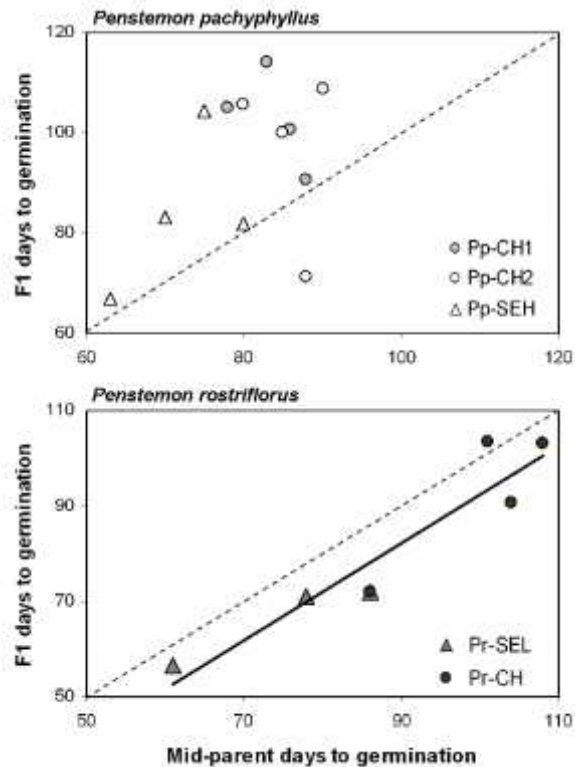 Penstemon pachyphyllus
120
100
80
60
F1 days to germination
Pp-CH1
Pp-CH2
Pp-SEH
60 80 100 120
Penstemon rostriflorus
110
90
70
50
F1 days to germination
Pr-SEL
Pr-CH
50 70 90 110
Mid-parent days to germination